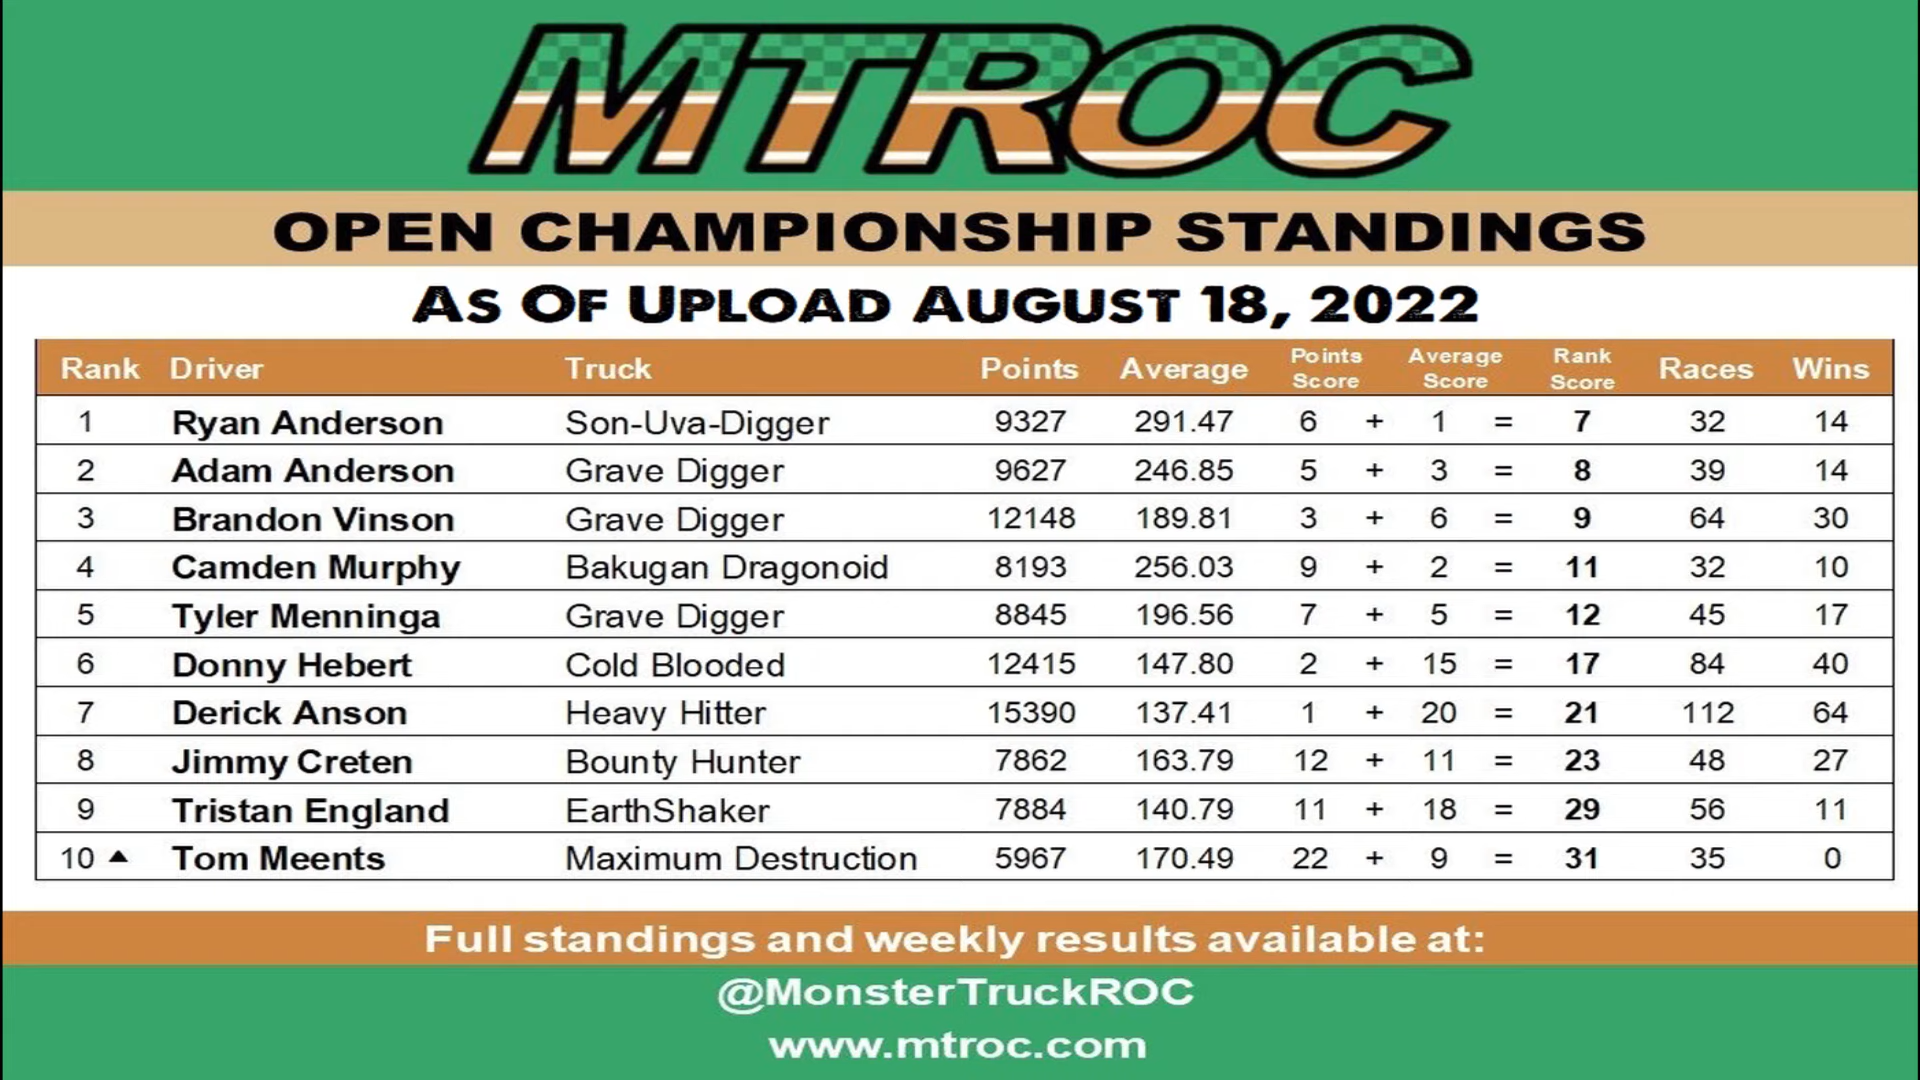 MTROC
OPEN CHAMPIONSHIP STANDINGS
As Of Upload August 18, 2022
Rank Driver Truck Points Average Points Score Average Score Rank Score Races Wins
1 Ryan Anderson Son-Uva-Digger 9327 291.47 6 + 1 = 7 32 14
2 Adam Anderson Grave Digger 9627 246.85 5 + 3 = 8 39 14
3 Brandon Vinson Grave Digger 12148 189.81 3 + 6 = 9 64 30
4 Camden Murphy Bakugan Dragonoid 8193 256.03 9 + 2 = 11 32 10
5 Tyler Menninga Grave Digger 8845 196.56 7 + 5 = 12 45 17
6 Donny Hebert Cold Blooded 12415 147.80 2 + 15 = 17 84 40
7 Derick Anson Heavy Hitter 15390 137.41 1 + 20 = 21 112 64
8 Jimmy Creten Bounty Hunter 7862 163.79 12 + 11 = 23 48 27
9 Tristan England EarthShaker 7884 140.79 11 + 18 = 29 56 11
10 ▲ Tom Meents Maximum Destruction 5967 170.49 22 + 9 = 31 35 0
Full standings and weekly results available at:
@MonsterTruckROC
www.mtroc.com